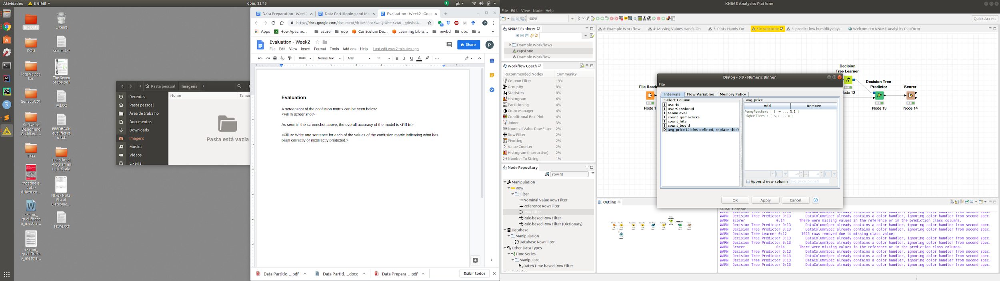 Atividades
KNIME
dom, 22:43
1
pt
Big Data
Lixeira
DOU
scrum.txt
logsNavigator
The Seven Steps.pdf
SenadoV01
wd.txt
Software Design and Architect...
FEEDBACK qualificaçao.txt
TXTs
Functional Programming in Scala
creating-a-data-driven-en...
NF-e - Nota Fiscal Eletrônic...
exame_qualificacao_mestra...
azure.txt
exame_qualificacao_mestra...
Pasta pessoal
Imagens
Recentes
Pasta pessoal
Área de trabalho
Documentos
Downloads
Imagens
Música
Vídeos
Lixeira
Nome
Tamar
Pasta está vazia
Data Preparation - Week2
Data Partitioning and Mo
Evaluation - Week2 - Goo
https://docs.google.com/document/d/1IME8bzXweQtXhmXvA6__gdWhdA...
Apps
How Apache...
azure
oop
Curriculum De...
Learning Libra...
newbd
doc
a
Evaluation - Week2
File Edit View Insert Format Tools Add-ons Help Last edit was 2 minutes ago
Share
P
100%
Normal text
Arial
11
Evaluation
A screenshot of the confusion matrix can be seen below:
<Fill In screenshot>
As seen in the screenshot above, the overall accuracy of the model is <Fill In>
<Fill In: Write one sentence for each of the values of the confusion matrix indicating what has
been correctly or incorrectly predicted.>
Data Partitio....pdf
Data Partiti....docx
Data Prepara....pdf
Exibir todos
KNIME Analytics Platform
File Edit View Node Help
100%
Quick Access
KNIME Explorer
Example Workflows
capstone
Example Workflow
6: Example Workflow
4: Missing Values Hands-On
3: Plots Hands-On
*0: capstone
5: predict low-humidity days
Welcome to KNIME Analytics Platform
Workflow Coach
Recommended Nodes Community
Column Filter 19%
GroupBy 8%
Statistics 8%
Histogram 6%
Partitioning 4%
Color Manager 4%
Conditional Box Plot 4%
Joiner 3%
Nominal Value Row Filter 2%
Row Filter 2%
Pivoting 2%
Value Counter 2%
Histogram (interactive) 2%
Number To String 1%
Node Repository
row fil
Manipulation
Row
Filter
Nominal Value Row Filter
Reference Row Filter
Row Filter
Rule-based Row Filter
Rule-based Row Filter (Dictionary)
Database
Manipulation
Database Row Filter
Other Data Types
Time Series
Manipulate
Date&Time-based Row Filter
File Reade
Node 1
Dialog - 0:9 - Numeric Binner
File
Intervals
Flow Variables
Memory Policy
Select Column
I userId
I userSessionId
I teamLevel
I count_gameclicks
I count_hits
I count_buyId
D avg_price (2 bins defined, replace this)
avg_price
Add
Remove
PennyPinchers : ] -∞ ... 5,1 [
HighRollers : [ 5,1 ... ∞ [
Append new column
avg_price_binned
OK
Apply
Cancel
Decision
Tree Learner
Node 12
Decision Tree
Predictor
Node 13
Scorer
Node 14
Outline
KNIME Console
WARN Decision Tree Predictor 0:13 DataColumnSpec already contains a color handler, ignoring color handler from second spec.
WARN Decision Tree Predictor 0:13 DataColumnSpec already contains a color handler, ignoring color handler from second spec.
WARN Scorer 0:14 There were missing values in the reference or in the prediction class columns.
WARN Decision Tree Predictor 0:13 DataColumnSpec already contains a color handler, ignoring color handler from second spec.
WARN Decision Tree Predictor 0:13 DataColumnSpec already contains a color handler, ignoring color handler from second spec.
WARN Decision Tree Learner 0:12 1925 rows removed due to missing class value;
WARN Decision Tree Predictor 0:13 DataColumnSpec already contains a color handler, ignoring color handler from second spec.
WARN Decision Tree Predictor 0:13 DataColumnSpec already contains a color handler, ignoring color handler from second spec.
WARN Scorer 0:14 There were missing values in the reference or in the prediction class columns.
WARN Decision Tree Predictor 0:13 DataColumnSpec already contains a color handler, ignoring color handler from second spec.
WARN Decision Tree Predictor 0:13 DataColumnSpec already contains a color handler, ignoring color handler from second spec.
WARN Decision Tree Predictor 0:13 DataColumnSpec already contains a color handler, ignoring color handler from second spec.
WARN Decision Tree Predictor 0:13 DataColumnSpec already contains a color handler, ignoring color handler from second spec.